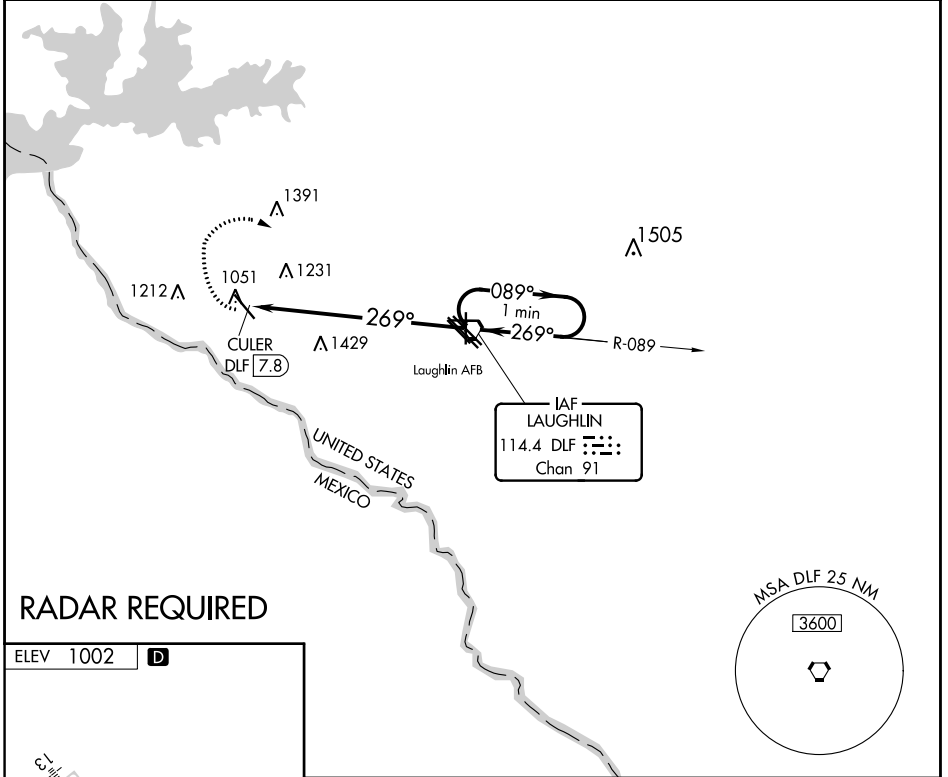 1391
1505
1231
1212
1051
089°
1 min
269°
269°
R-089
CULER
DLF 7.8
1429
Laughlin AFB
IAF
LAUGHLIN
114.4 DLF
Chan 91
UNITED STATES
MEXICO
MSA DLF 25 NM
3600
RADAR REQUIRED
ELEV 1002 D
13